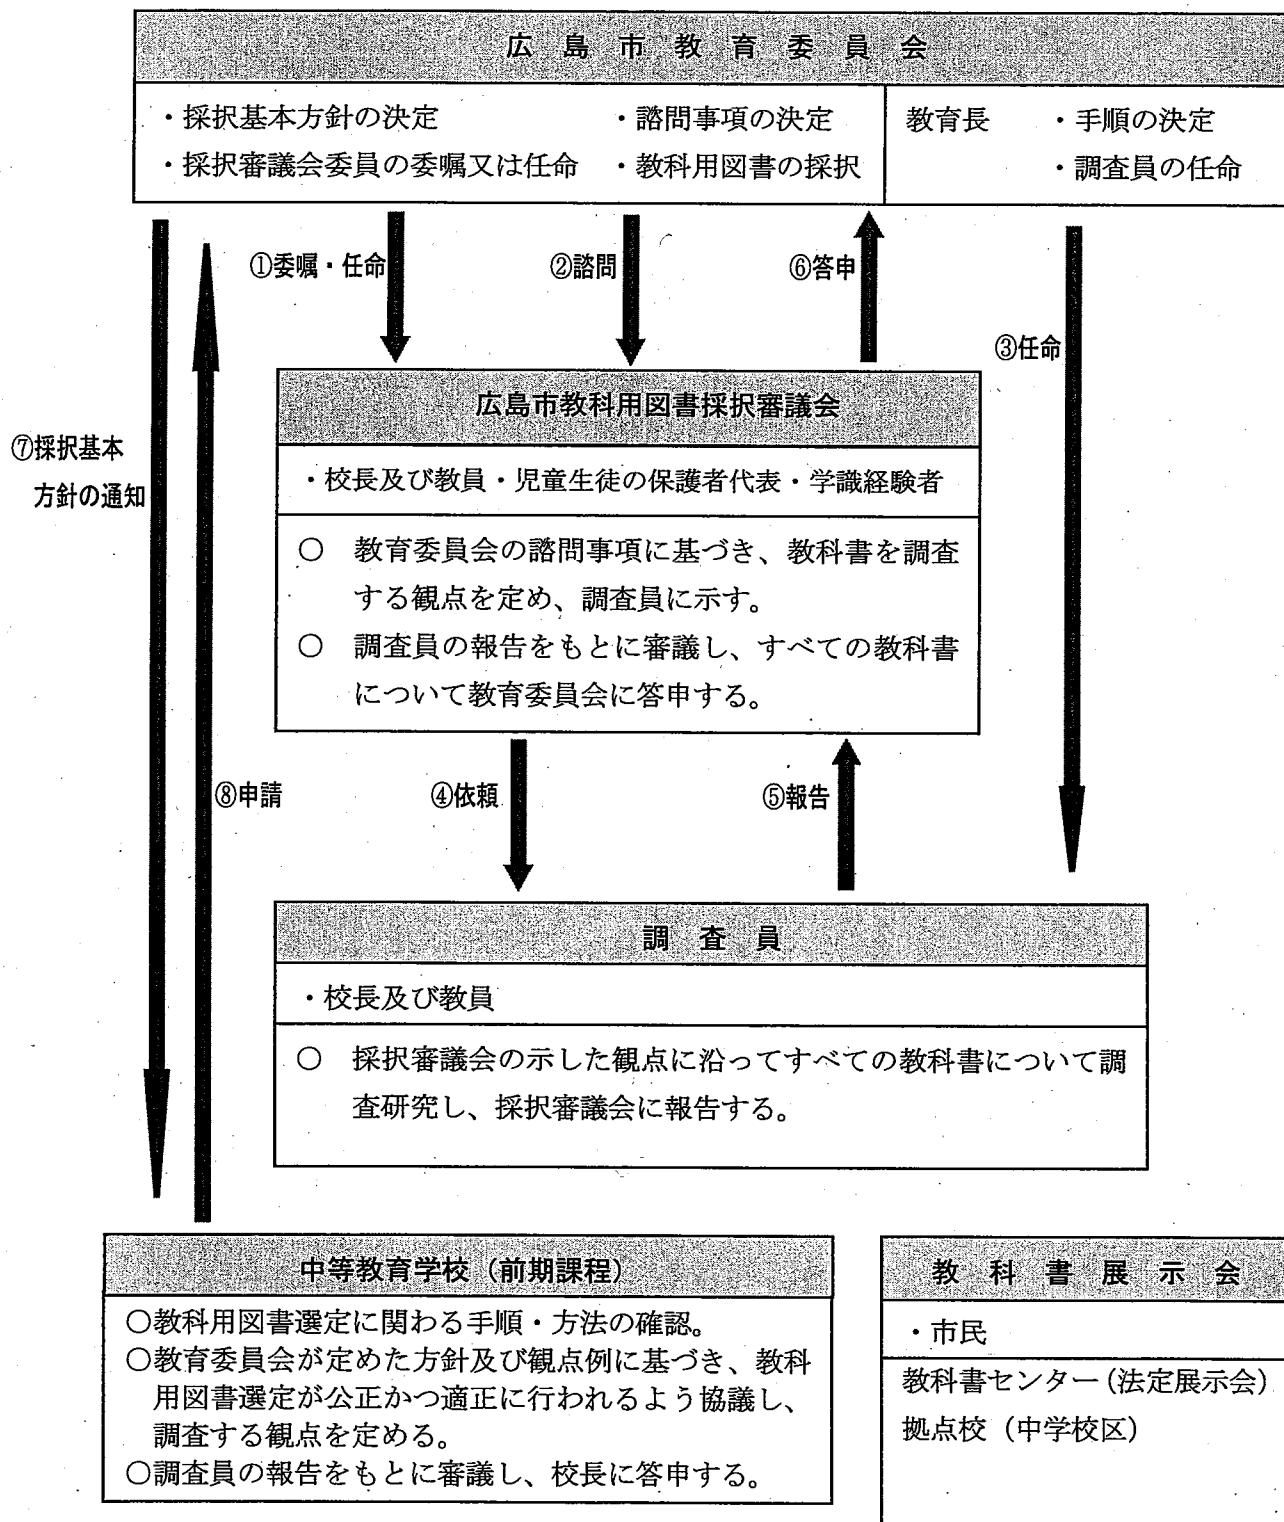 広島市教育委員会
・採択基本方針の決定 ・諮問事項の決定
・採択審議会委員の委嘱又は任命 ・教科用図書の採択
教育長 ・手順の決定
・調査員の任命
①委嘱・任命
②諮問
⑥答申
③任命
広島市教科用図書採択審議会
・校長及び教員・児童生徒の保護者代表・学識経験者
○ 教育委員会の諮問事項に基づき、教科書を調査
する観点を定め、調査員に示す。
○ 調査員の報告をもとに審議し、すべての教科書
について教育委員会に答申する。
⑦採択基本
方針の通知
⑧申請
④依頼
⑤報告
調査員
・校長及び教員
○ 採択審議会の示した観点に沿ってすべての教科書について調
査研究し、採択審議会に報告する。
中等教育学校（前期課程）
○教科用図書選定に関わる手順・方法の確認。
○教育委員会が定めた方針及び観点例に基づき、教科
用図書選定が公正かつ適正に行われるよう協議し、
調査する観点を定める。
○調査員の報告をもとに審議し、校長に答申する。
教科書展示会
・市民
教科書センター（法定展示会）
拠点校（中学校区）